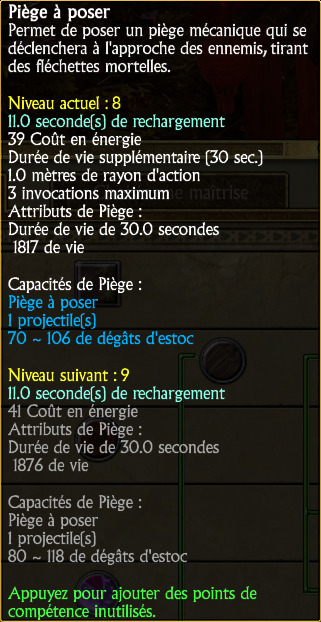 Piège à poser
Permet de poser un piège mécanique qui se
déclenchera à l'approche des ennemis, tirant
des fléchettes mortelles.
Niveau actuel : 8
11.0 seconde(s) de rechargement
39 Coût en énergie
Durée de vie supplémentaire (30 sec.)
1.0 mètres de rayon d'action
3 invocations maximum
Attributs de Piège :
Durée de vie de 30.0 secondes
1817 de vie
Capacités de Piège :
Piège à poser
1 projectile(s)
70 ~ 106 de dégâts d'estoc
Niveau suivant : 9
11.0 seconde(s) de rechargement
41 Coût en énergie
Attributs de Piège :
Durée de vie de 30.0 secondes
1876 de vie
Capacités de Piège :
Piège à poser
1 projectile(s)
80 ~ 118 de dégâts d'estoc
Appuyez pour ajouter des points de
compétence inutilisés.